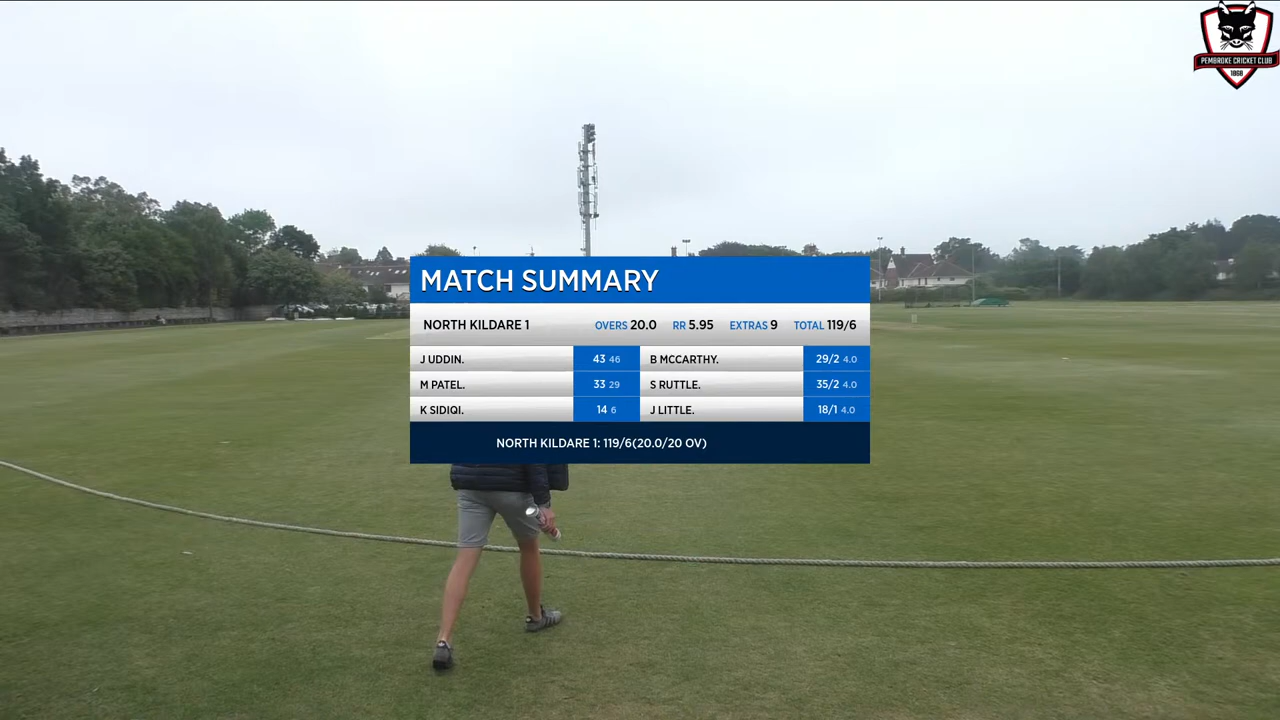 PEMBROKE CRICKET CLUB
1868
MATCH SUMMARY
NORTH KILDARE 1 OVERS 20.0 RR 5.95 EXTRAS 9 TOTAL 119/6
J UDDIN. 43 46 B MCCARTHY. 29/2 4.0
M PATEL. 33 29 S RUTTLE. 35/2 4.0
K SIDIQI. 14 6 J LITTLE. 18/1 4.0
NORTH KILDARE 1: 119/6(20.0/20 OV)